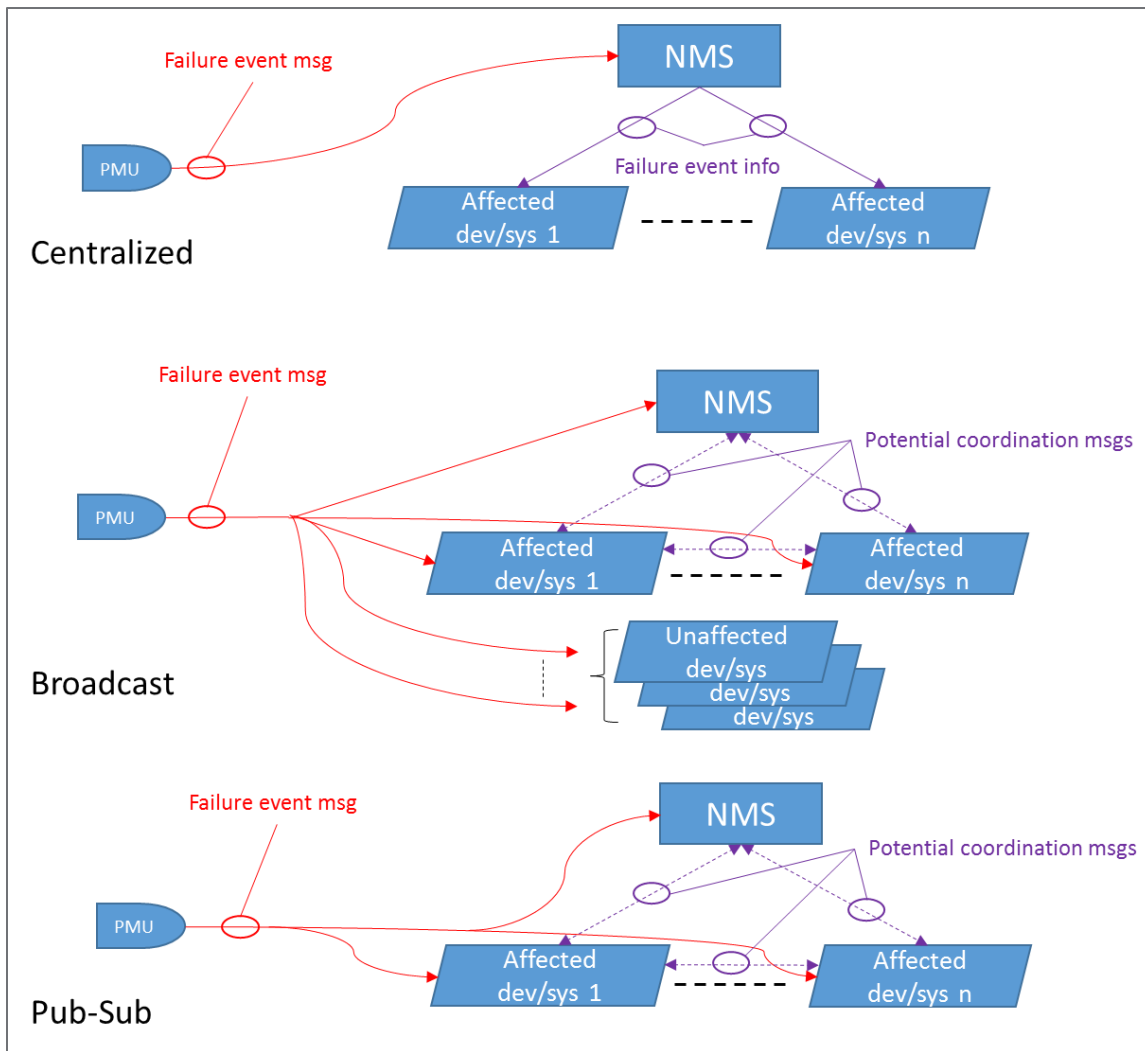 Failure event msg
NMS
PMU
Failure event info
Affected
dev/sys 1
Affected
dev/sys n
Centralized
Failure event msg
NMS
Potential coordination msgs
PMU
Affected
dev/sys 1
Affected
dev/sys n
Unaffected
dev/sys
dev/sys
dev/sys
Broadcast
Failure event msg
NMS
Potential coordination msgs
PMU
Affected
dev/sys 1
Affected
dev/sys n
Pub-Sub